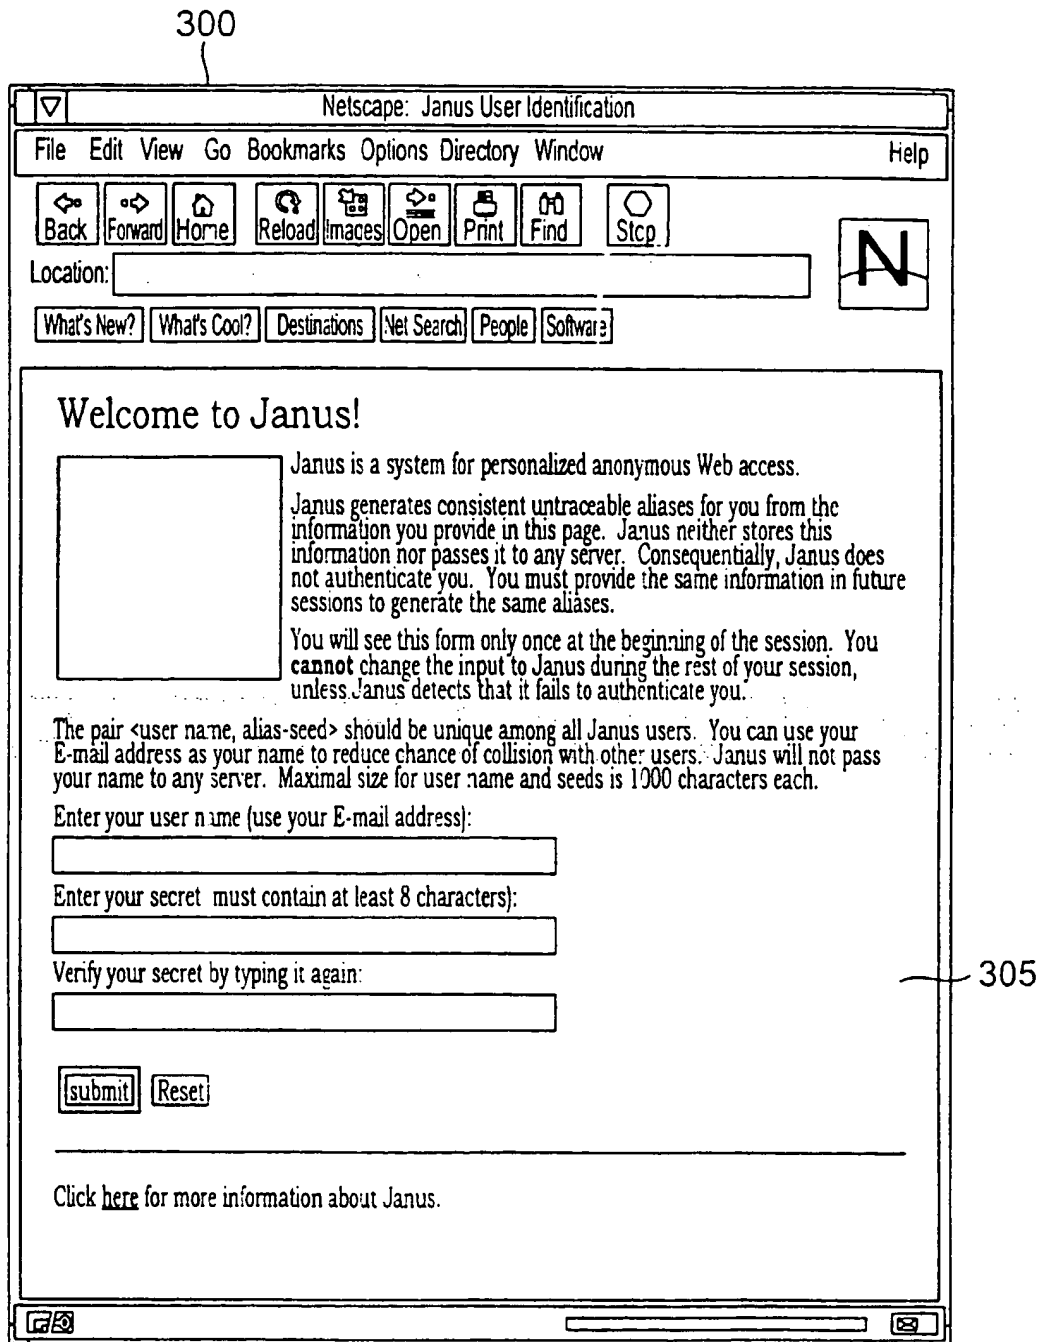 300
Netscape: Janus User Identification
File Edit View Go Bookmarks Options Directory Window Help
Back Forward Home Reload Images Open Print Find Stop
N
Location:
What's New? What's Cool? Destinations Net Search People Software
Welcome to Janus!
Janus is a system for personalized anonymous Web access.
Janus generates consistent untraceable aliases for you from the
information you provide in this page. Janus neither stores this
information nor passes it to any server. Consequentially, Janus does
not authenticate you. You must provide the same information in future
sessions to generate the same aliases.
You will see this form only once at the beginning of the session. You
cannot change the input to Janus during the rest of your session,
unless Janus detects that it fails to authenticate you.
The pair <user name, alias-seed> should be unique among all Janus users. You can use your
E-mail address as your name to reduce chance of collision with other users. Janus will not pass
your name to any server. Maximal size for user name and seeds is 1000 characters each.
Enter your user name (use your E-mail address):
Enter your secret must contain at least 8 characters):
Verify your secret by typing it again:
305
submit Reset
Click here for more information about Janus.